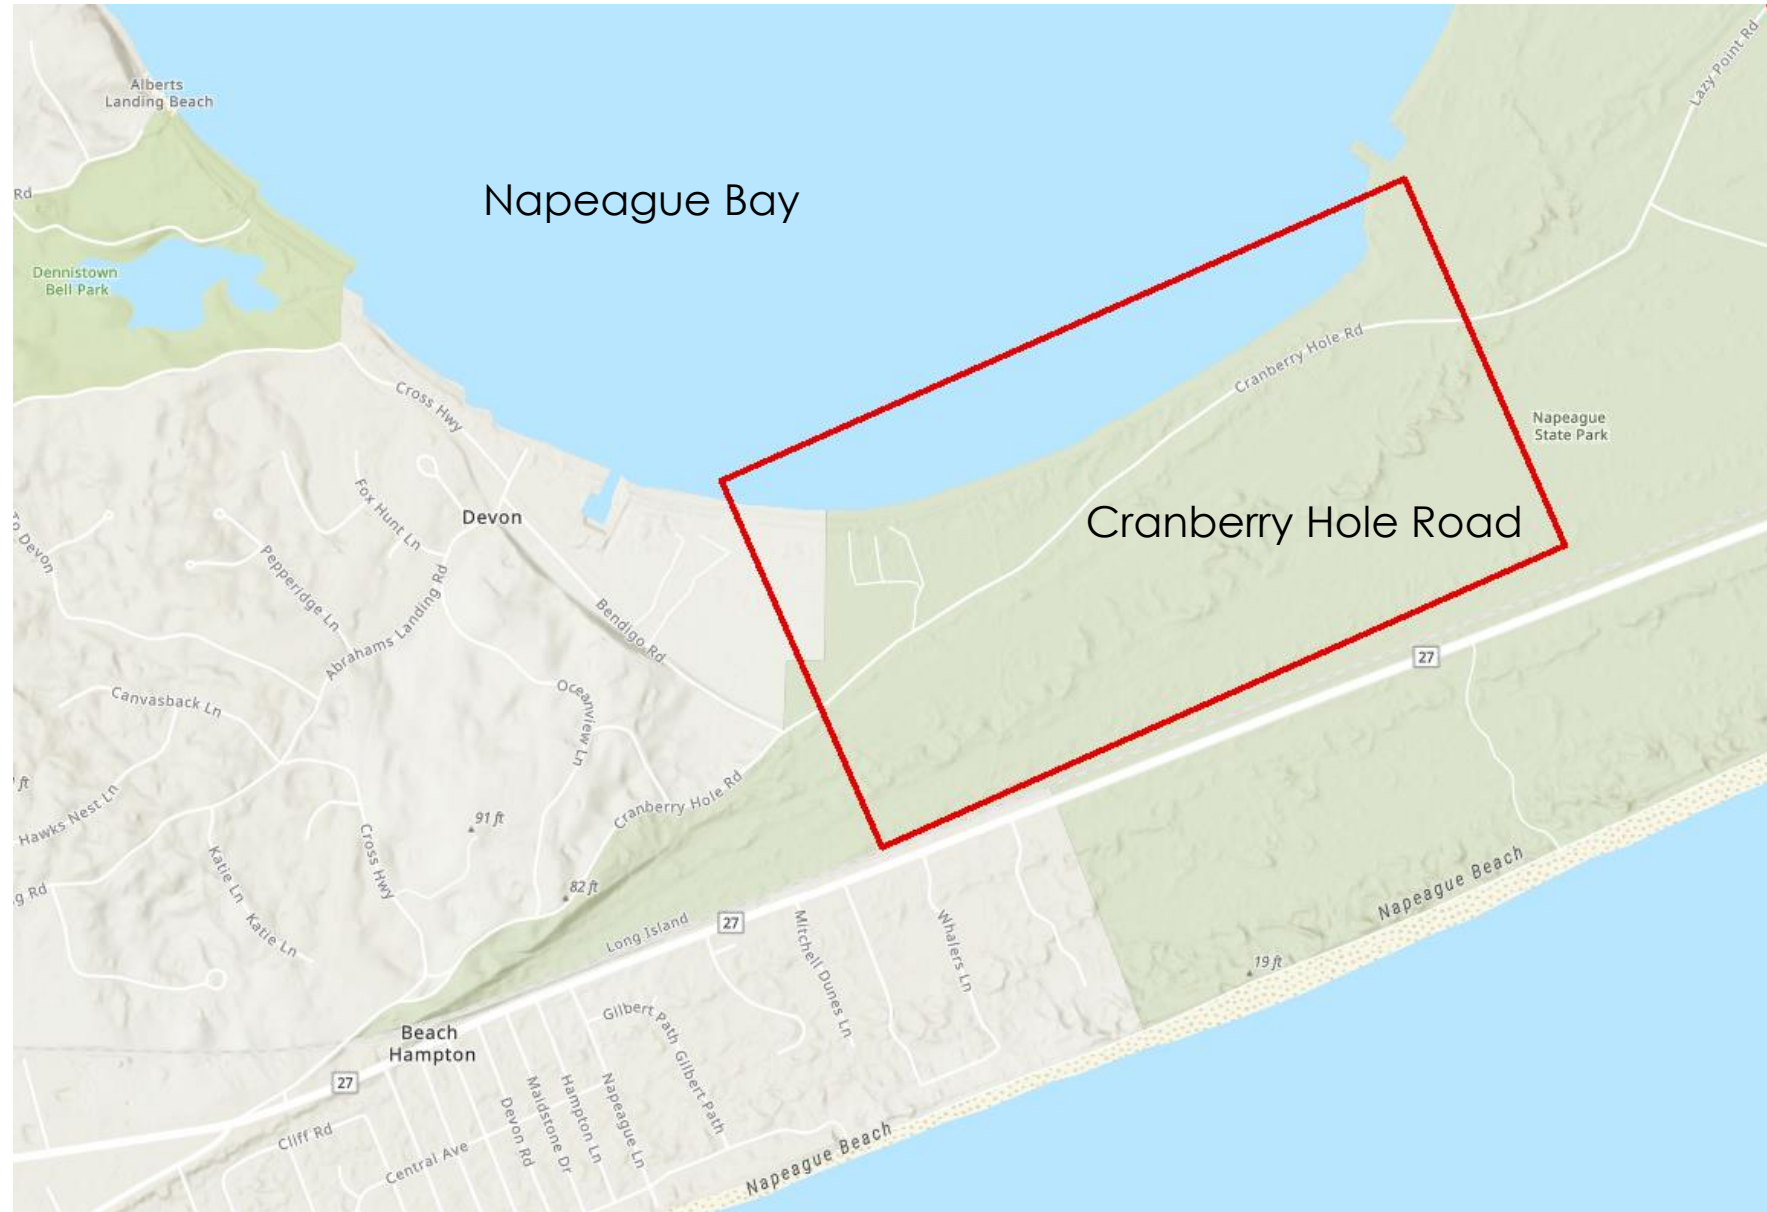 Alberts
Landing Beach
Lazy Point Rd
Rd
Napeague Bay
Dennistown
Bell Park
Cranberry Hole Rd
Cross Hwy
Napeague
State Park
Fox Hunt Ln
Devon
Cranberry Hole Road
To Devon
Pepperidge Ln
Abrahams Landing Rd
Bendigo Rd
27
Canvasback Ln
Oceanview Ln
ft
Hawks Nest Ln
91 ft
Cranberry Hole Rd
Cross Hwy
Katie Ln
Katie Ln
82 ft
g Rd
Long Island
27
Mitchell Dunes Ln
Whalers Ln
Napeague Beach
19 ft
Beach
Hampton
Gilbert Path
Gilbert Path
27
Devon Rd
Maidstone Dr
Hampton Ln
Napeague Ln
Cliff Rd
Central Ave
Napeague Beach